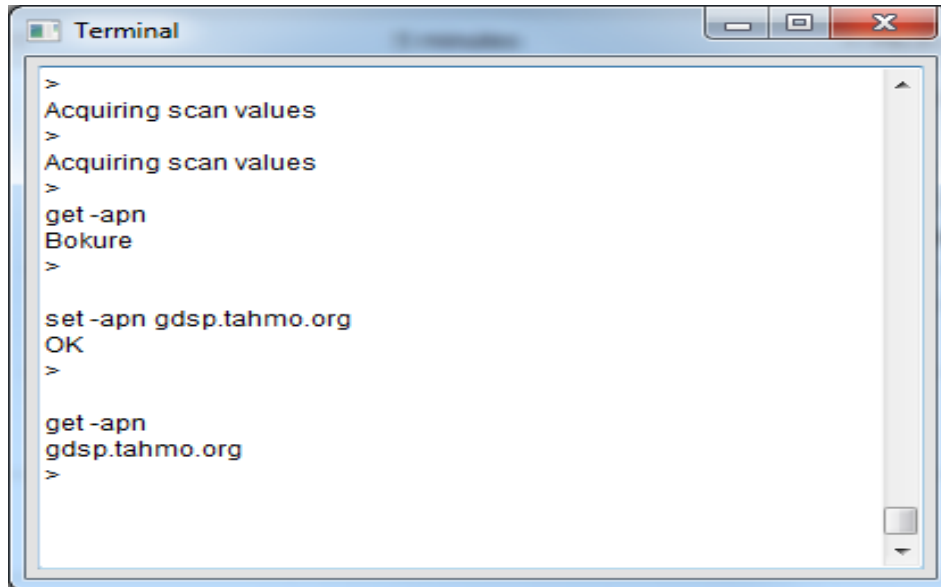 Terminal
>
Acquiring scan values
>
Acquiring scan values
>
get -apn
Bokure
>
set -apn gdsp.tahmo.org
OK
>
get -apn
gdsp.tahmo.org
>